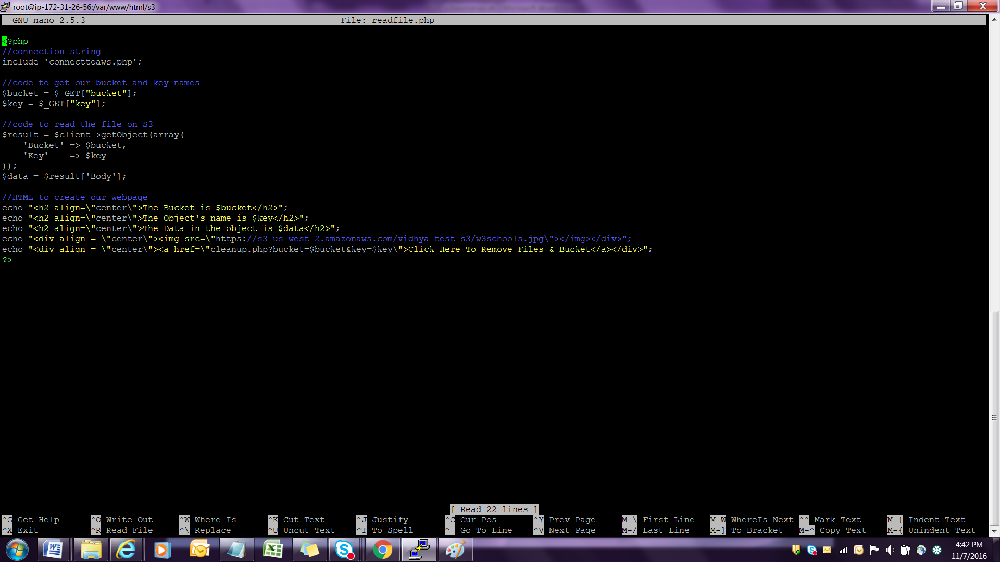 root@ip-172-31-26-56:/var/www/html/s3
GNU nano 2.5.3 File: readfile.php
<?php
//connection string
include 'connecttoaws.php';
//code to get our bucket and key names
$bucket = $_GET["bucket"];
$key = $_GET["key"];
//code to read the file on S3
$result = $client->getObject(array(
    'Bucket' => $bucket,
    'Key'    => $key
));
$data = $result['Body'];
//HTML to create our webpage
echo "<h2 align=\"center\">The Bucket is $bucket</h2>";
echo "<h2 align=\"center\">The Object's name is $key</h2>";
echo "<h2 align=\"center\">The Data in the object is $data</h2>";
echo "<div align = \"center\"><img src=\"https://s3-us-west-2.amazonaws.com/vidhya-test-s3/w3schools.jpg\"></img></div>";
echo "<div align = \"center\"><a href=\"cleanup.php?bucket=$bucket&key=$key\">Click Here To Remove Files & Bucket</a></div>";
?>
[ Read 22 lines ]
^G Get Help ^O Write Out ^W Where Is ^K Cut Text ^J Justify ^C Cur Pos ^Y Prev Page M-\ First Line M-W WhereIs Next ^^ Mark Text M-} Indent Text
^X Exit ^R Read File ^\ Replace ^U Uncut Text ^T To Spell ^_ Go To Line ^V Next Page M-/ Last Line M-] To Bracket M-^ Copy Text M-{ Unindent Text
4:42 PM
11/7/2016